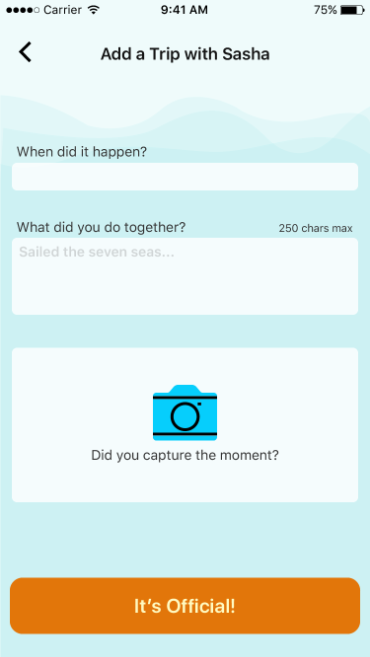 Carrier 9:41 AM 75%
Add a Trip with Sasha
When did it happen?
What did you do together? 250 chars max
Sailed the seven seas...
Did you capture the moment?
It's Official!